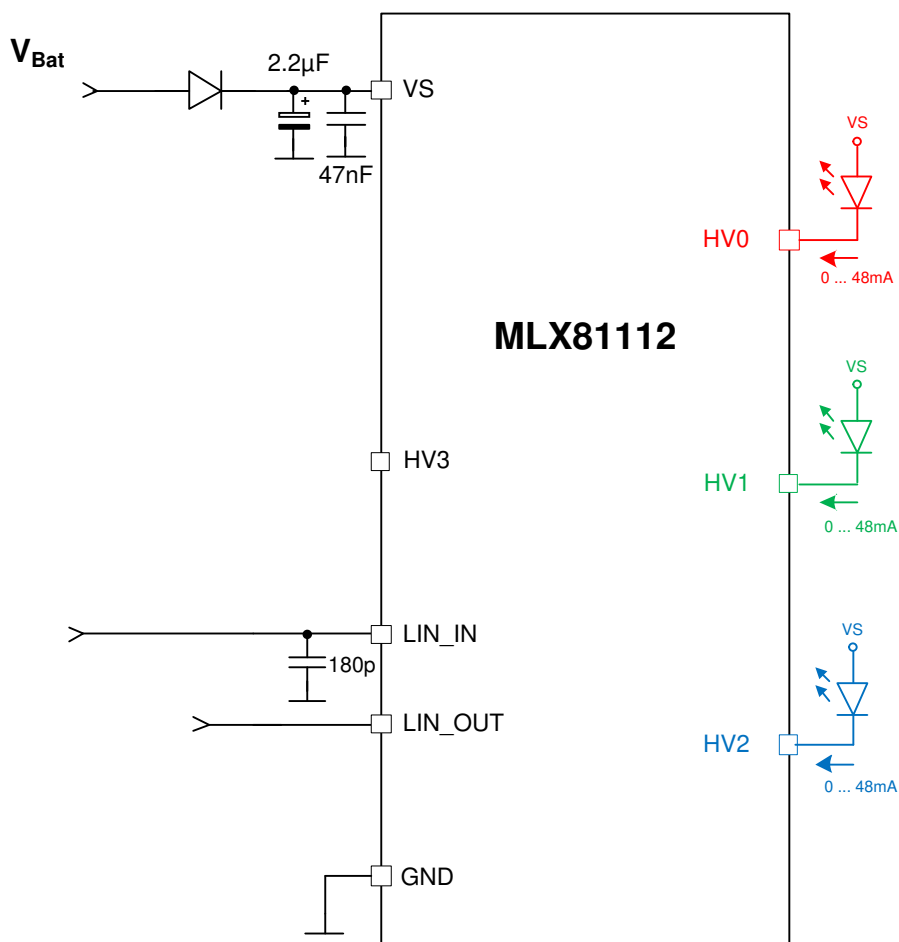 V_Bat
2.2µF
+
VS
47nF
VS
HV0
0 ... 48mA
MLX81112
VS
HV3
HV1
0 ... 48mA
VS
LIN_IN
180p
LIN_OUT
HV2
0 ... 48mA
GND